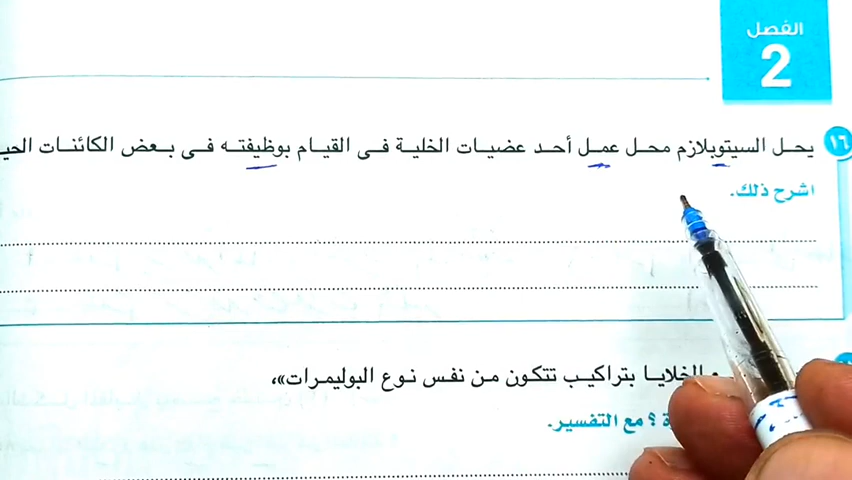 الفصل
2
١٦ يحل السيتوبلازم محل عمل أحد عضيات الخلية فى القيام بوظيفته فى بعض الكائنات
اشرح ذلك.
الخلايا بتراكيب تتكون من نفس نوع البوليمرات»،
؟ مع التفسير.